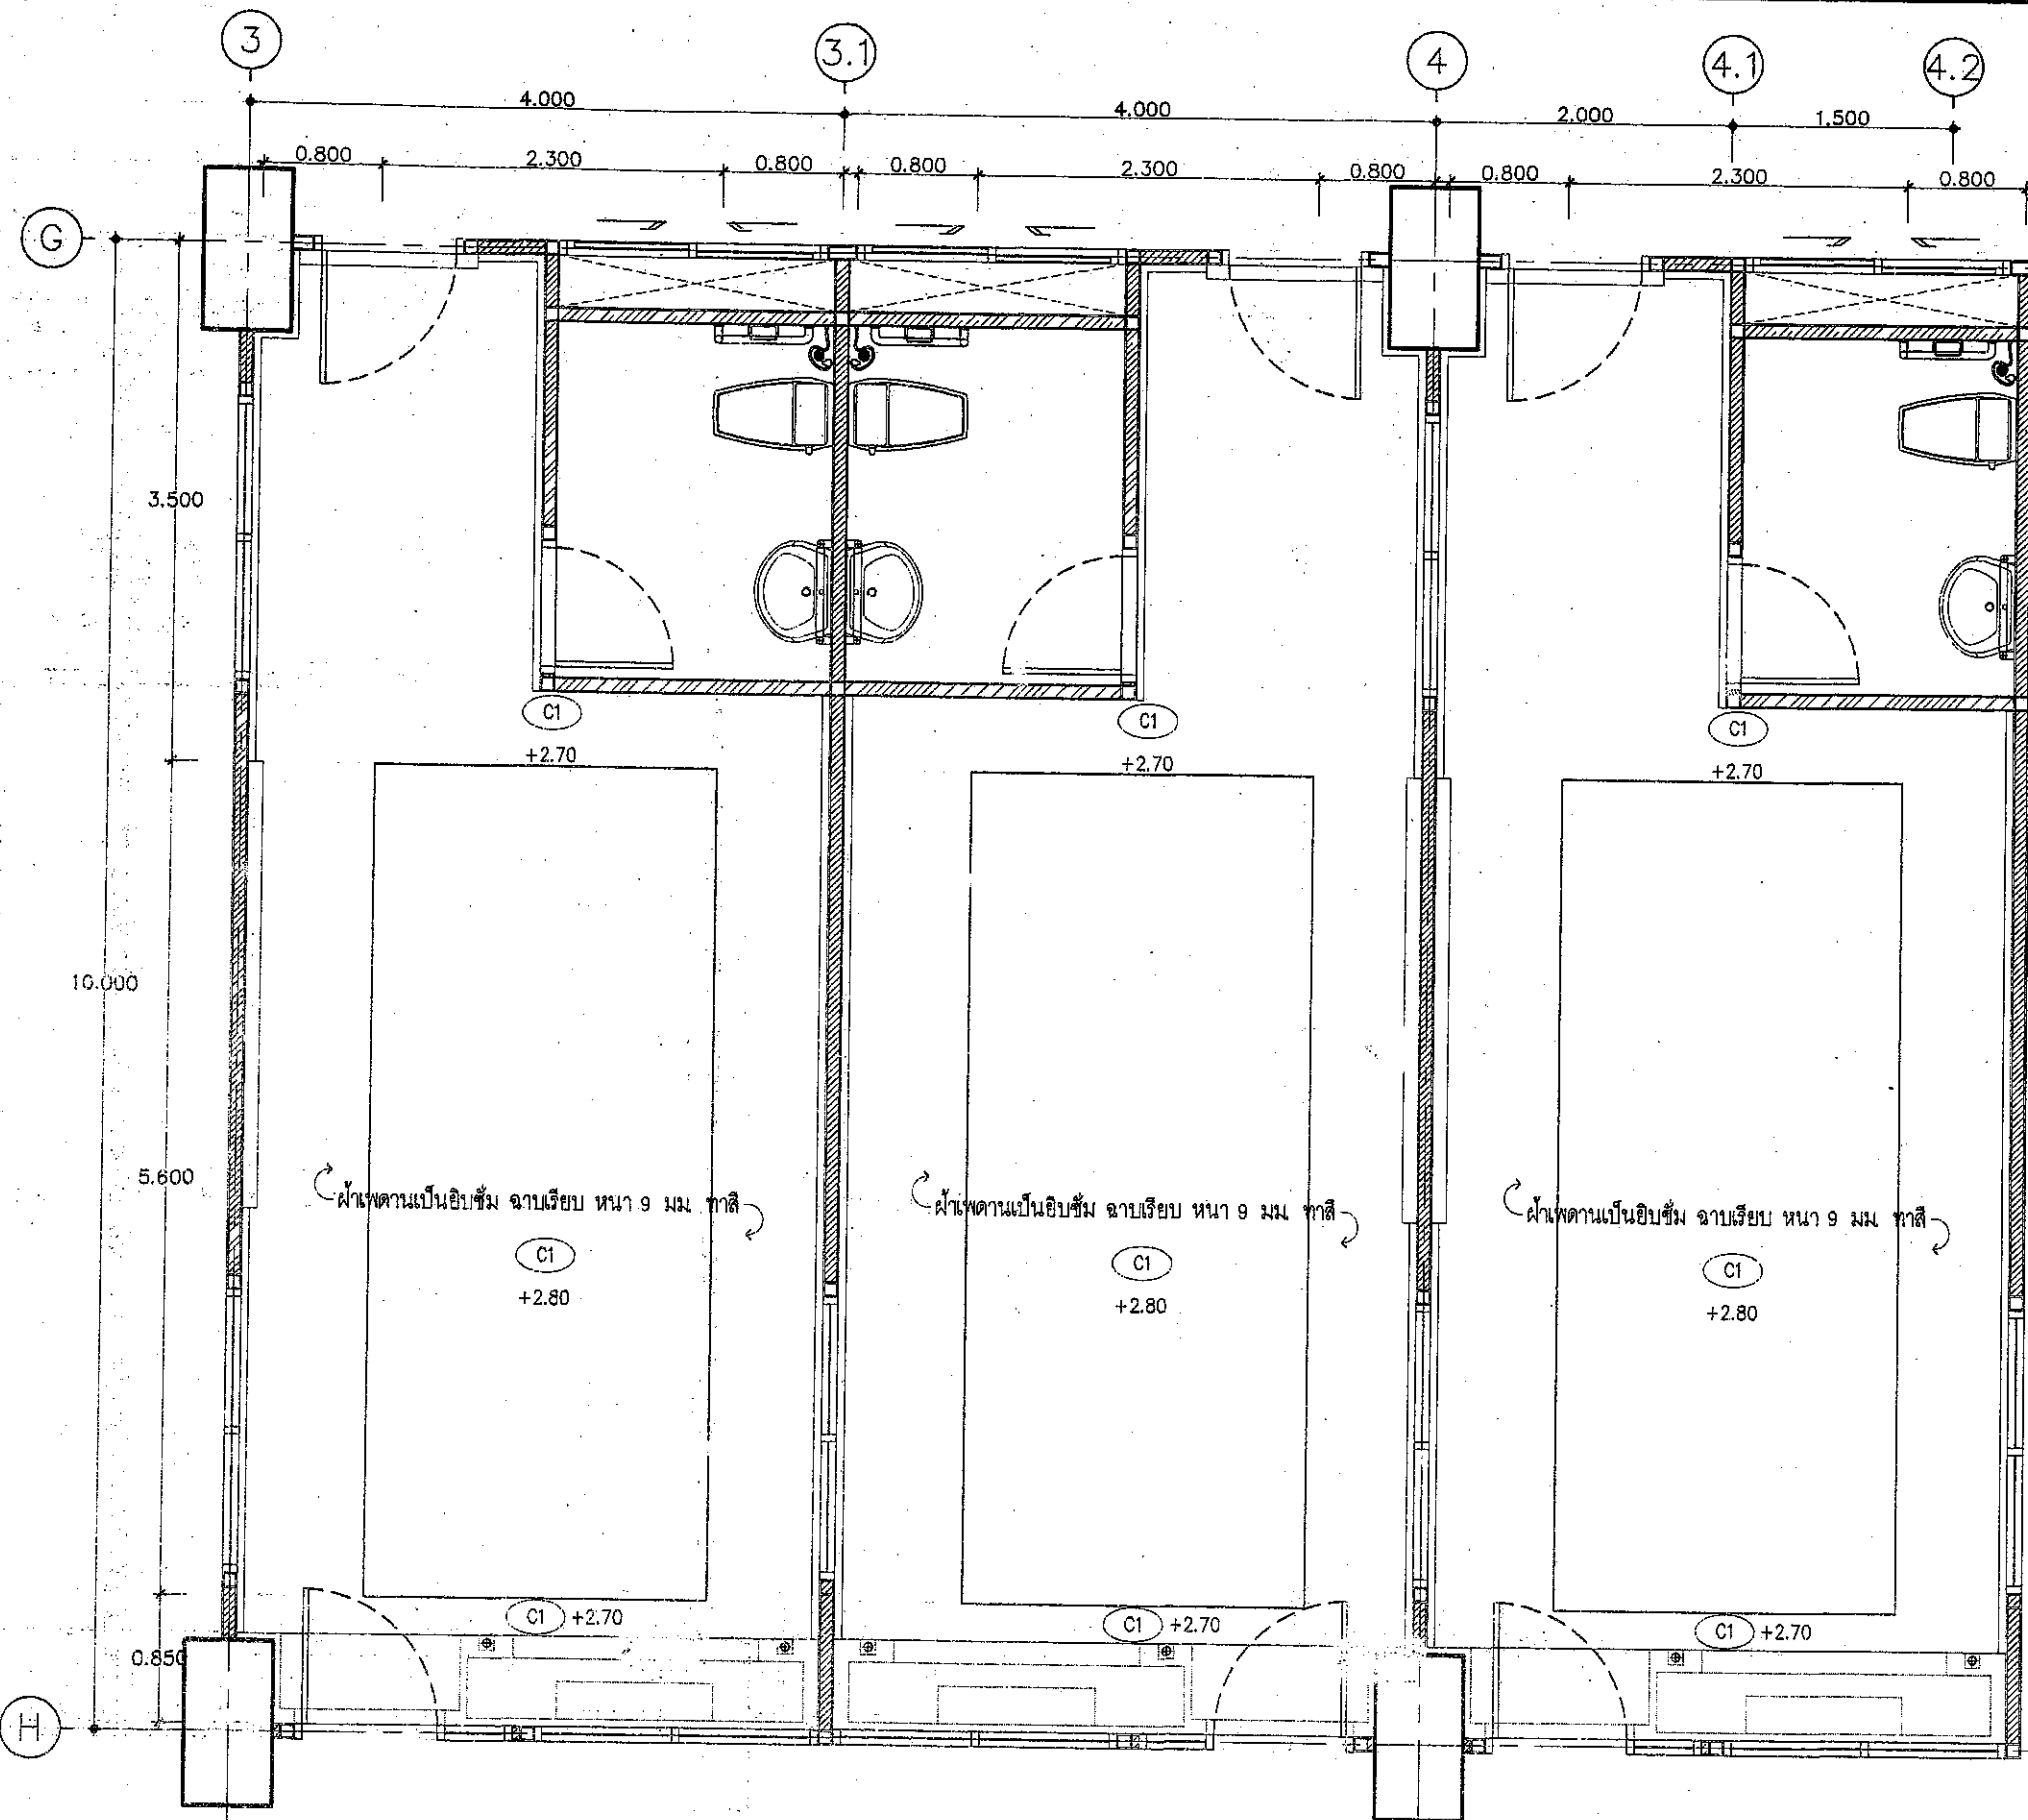 3 3.1 4 4.1 4.2
4.000 4.000 2.000 1.500
0.800 2.300 0.800 0.800 2.300 0.800 0.800 2.300 0.800
G
3.500
C1 C1 C1
+2.70 +2.70 +2.70
10.000
5.600
ฝ้าเพดานเป็นยิบซั่ม ฉาบเรียบ หนา 9 มม ทาสี ฝ้าเพดานเป็นยิบซั่ม ฉาบเรียบ หนา 9 มม ทาสี ฝ้าเพดานเป็นยิบซั่ม ฉาบเรียบ หนา 9 มม ทาสี
C1 C1 C1
+2.80 +2.80 +2.80
C1 +2.70 C1 +2.70 C1 +2.70
0.850
H